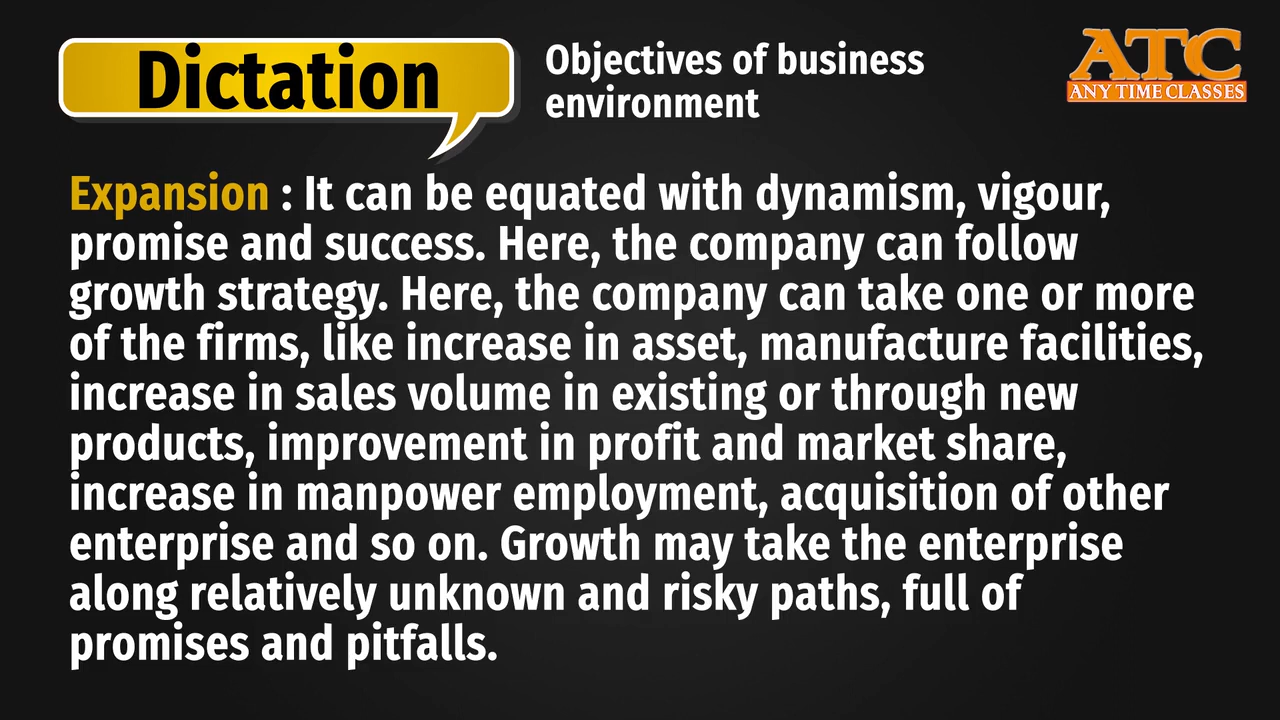 Dictation
Objectives of business
environment
ATC
ANY TIME CLASSES
Expansion : It can be equated with dynamism, vigour,
promise and success. Here, the company can follow
growth strategy. Here, the company can take one or more
of the firms, like increase in asset, manufacture facilities,
increase in sales volume in existing or through new
products, improvement in profit and market share,
increase in manpower employment, acquisition of other
enterprise and so on. Growth may take the enterprise
along relatively unknown and risky paths, full of
promises and pitfalls.